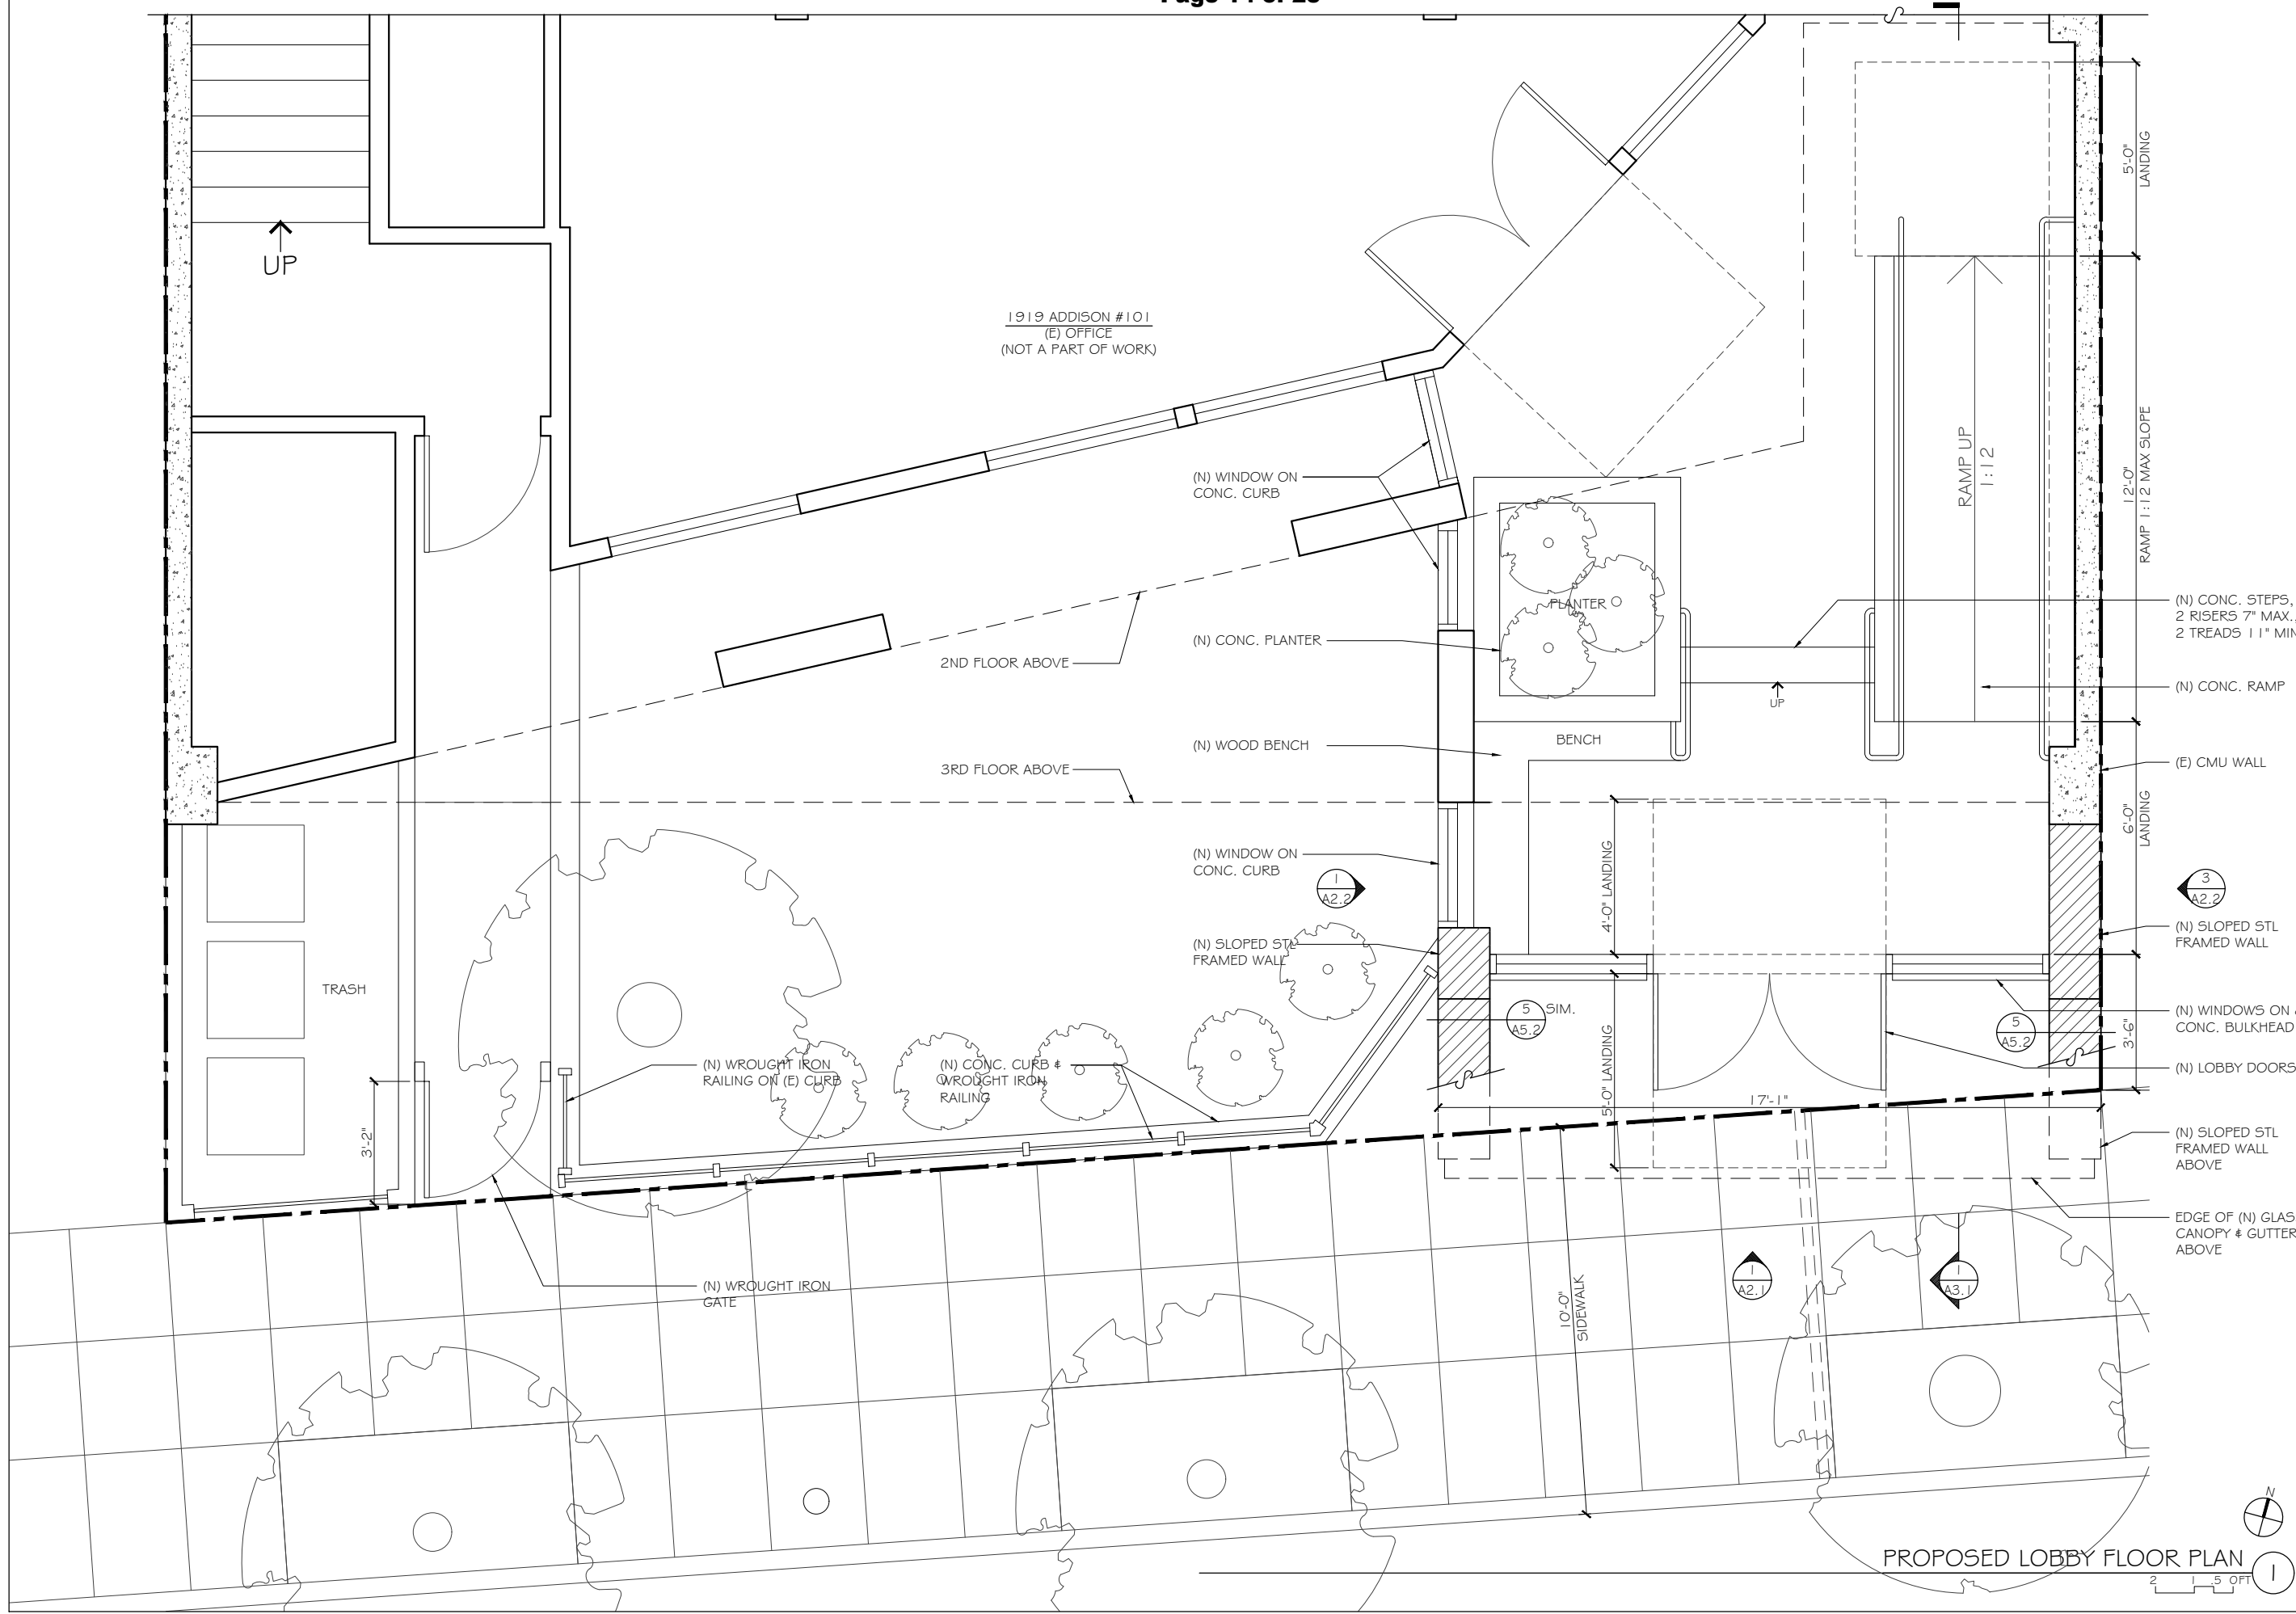 UP
1919 ADDISON #101
(E) OFFICE
(NOT A PART OF WORK)
5'-0"
LANDING
RAMP UP
1:12
12'-0"
RAMP 1:12 MAX SLOPE
(N) WINDOW ON
CONC. CURB
PLANTER
(N) CONC. STEPS,
2 RISERS 7" MAX.
2 TREADS 11" MIN
(N) CONC. PLANTER
2ND FLOOR ABOVE
(N) CONC. RAMP
UP
(N) WOOD BENCH
BENCH
(E) CMU WALL
3RD FLOOR ABOVE
6'-0"
LANDING
(N) WINDOW ON
CONC. CURB
4'-0" LANDING
1
A2.2
3
A2.2
(N) SLOPED STL
FRAMED WALL
(N) SLOPED STL
FRAMED WALL
TRASH
5
A5.2
SIM.
5
A5.2
(N) WINDOWS ON
CONC. BULKHEAD
3'-6"
(N) WROUGHT IRON
RAILING ON (E) CURB
(N) CONC. CURB &
WROUGHT IRON
RAILING
(N) LOBBY DOORS
5'-0" LANDING
17'-1"
3'-2"
(N) SLOPED STL
FRAMED WALL
ABOVE
EDGE OF (N) GLAS
CANOPY & GUTTER
ABOVE
(N) WROUGHT IRON
GATE
10'-0"
SIDEWALK
1
A2.1
1
A3.1
N
PROPOSED LOBBY FLOOR PLAN
1
2 1 .5 0FT